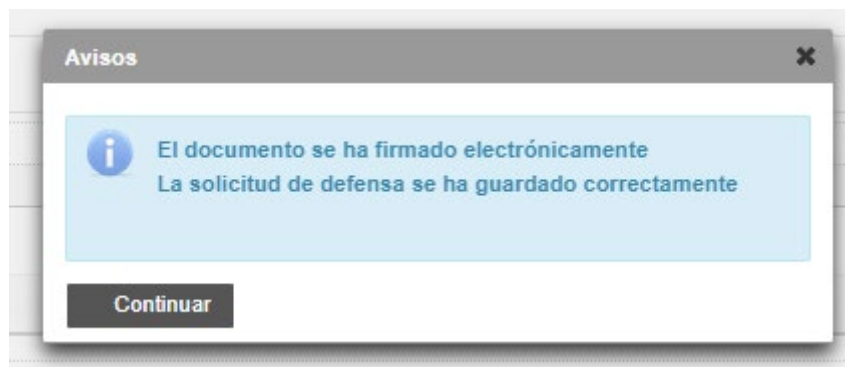 Avisos
El documento se ha firmado electrónicamente
La solicitud de defensa se ha guardado correctamente
Continuar